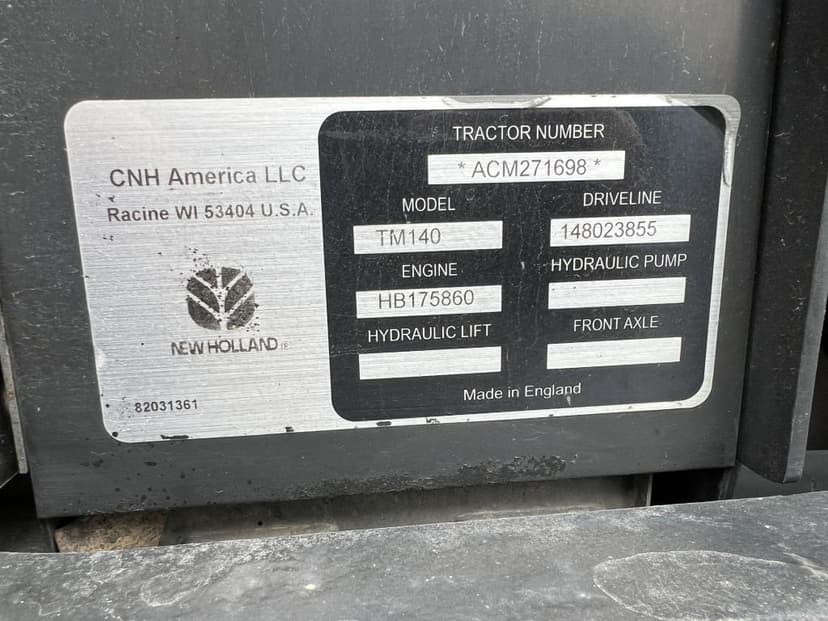 CNH America LLC
Racine WI 53404 U.S.A.
NEW HOLLAND
82031361
TRACTOR NUMBER
* ACM271698 *
MODEL
TM140
DRIVELINE
148023855
ENGINE
HB175860
HYDRAULIC PUMP
HYDRAULIC LIFT
FRONT AXLE
Made in England